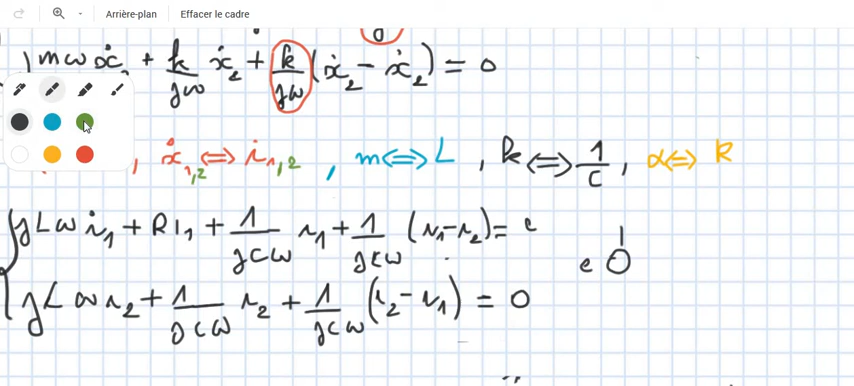 Arrière-plan Effacer le cadre
jmωẋ₂ + k/jω ẋ₂ + k/jω (ẋ₂ - ẋ₂) = 0
, ẋ₁,₂ ⇔ i₁,₂ , m ⇔ L , k ⇔ 1/C , α ⇔ R
jLω i₁ + R i₁ + 1/jCω i₁ + 1/jCω (i₁ - i₂) = e
e
jLω i₂ + 1/jCω i₂ + 1/jCω (i₂ - i₁) = 0